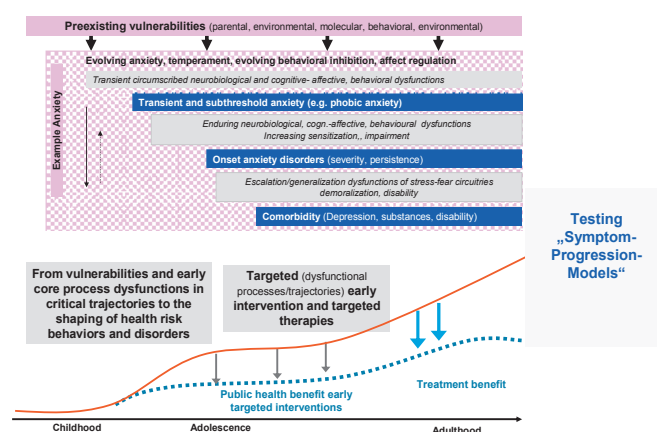 Preexisting vulnerabilities (parental, environmental, molecular, behavioral, environmental)
Evolving anxiety, temperament, evolving behavioral inhibition, affect regulation
Transient circumscribed neurobiological and cognitive- affective, behavioral dysfunctions
Transient and subthreshold anxiety (e.g. phobic anxiety)
Enduring neurobiological, cogn.-affective, behavioural dysfunctions
Increasing sensitization,, impairment
Onset anxiety disorders (severity, persistence)
Escalation/generalization dysfunctions of stress-fear circuitries
demoralization, disability
Comorbidity (Depression, substances, disability)
Example Anxiety
Testing
„Symptom-
Progression-
Models“
From vulnerabilities and early
core process dysfunctions in
critical trajectories to the
shaping of health risk
behaviors and disorders
Targeted (dysfunctional
processes/trajectories) early
intervention and targeted
therapies
Public health benefit early
targeted interventions
Treatment benefit
Childhood
Adolescence
Adulthood